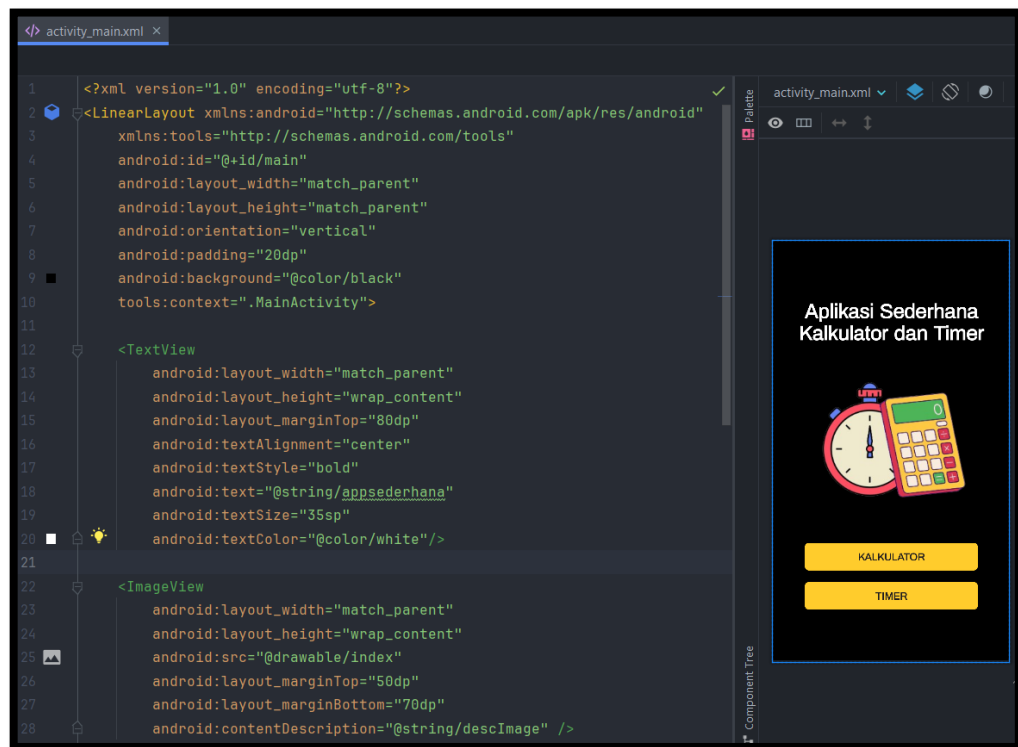 activity_main.xml
1 <?xml version="1.0" encoding="utf-8"?>
2 <LinearLayout xmlns:android="http://schemas.android.com/apk/res/android"
3 xmlns:tools="http://schemas.android.com/tools"
4 android:id="@+id/main"
5 android:layout_width="match_parent"
6 android:layout_height="match_parent"
7 android:orientation="vertical"
8 android:padding="20dp"
9 android:background="@color/black"
10 tools:context=".MainActivity">
11
12 <TextView
13 android:layout_width="match_parent"
14 android:layout_height="wrap_content"
15 android:layout_marginTop="80dp"
16 android:textAlignment="center"
17 android:textStyle="bold"
18 android:text="@string/appsederhana"
19 android:textSize="35sp"
20 android:textColor="@color/white"/>
21
22 <ImageView
23 android:layout_width="match_parent"
24 android:layout_height="wrap_content"
25 android:src="@drawable/index"
26 android:layout_marginTop="50dp"
27 android:layout_marginBottom="70dp"
28 android:contentDescription="@string/descImage" />
Palette
Component Tree
activity_main.xml
Aplikasi Sederhana
Kalkulator dan Timer
0
KALKULATOR
TIMER